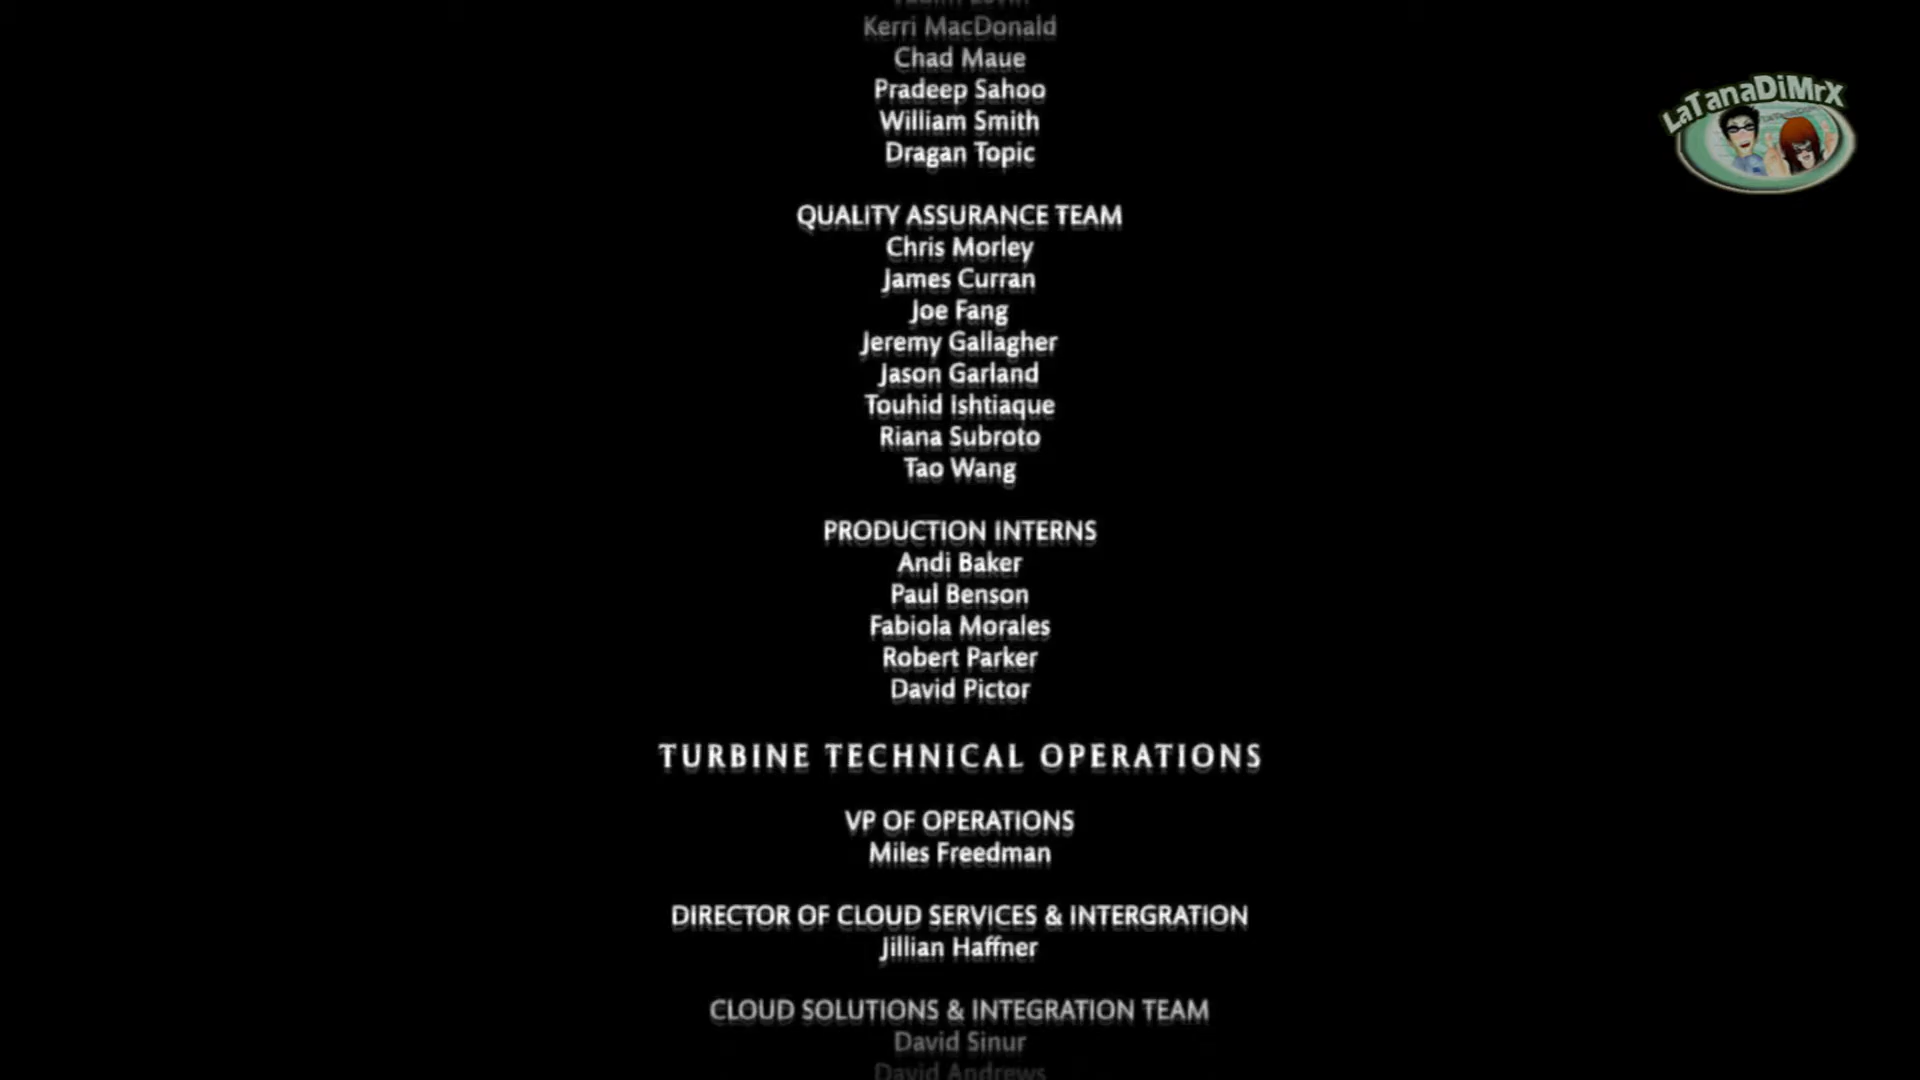 Kerri MacDonald
Chad Maue
Pradeep Sahoo
William Smith
Dragan Topic
LaTanaDiMrX
QUALITY ASSURANCE TEAM
Chris Morley
James Curran
Joe Fang
Jeremy Gallagher
Jason Garland
Touhid Ishtiaque
Riana Subroto
Tao Wang
PRODUCTION INTERNS
Andi Baker
Paul Benson
Fabiola Morales
Robert Parker
David Pictor
TURBINE TECHNICAL OPERATIONS
VP OF OPERATIONS
Miles Freedman
DIRECTOR OF CLOUD SERVICES & INTERGRATION
Jillian Haffner
CLOUD SOLUTIONS & INTEGRATION TEAM
David Sinur
David Andrews